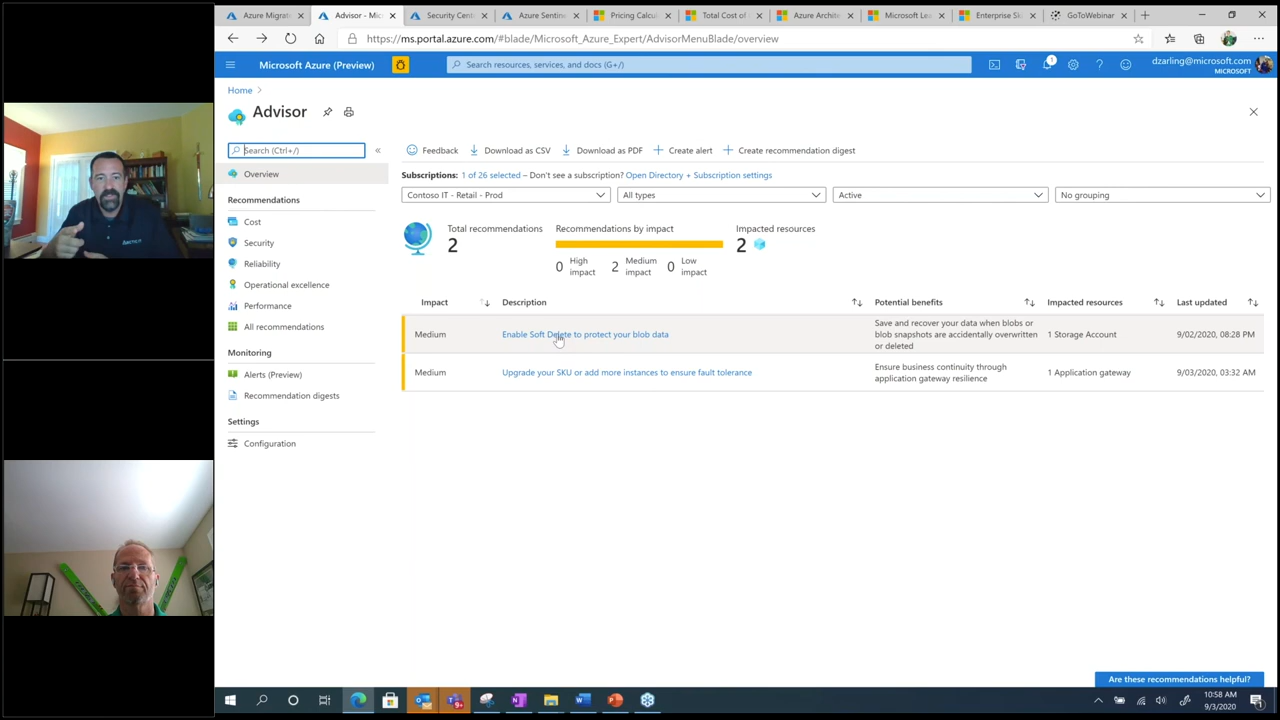 Azure Migrat
Advisor - Mic
Security Cent
Azure Sentine
Pricing Calcu
Total Cost of
Azure Archite
Microsoft Lea
Enterprise Sk
GoToWebinar
https://ms.portal.azure.com/#blade/Microsoft_Azure_Expert/AdvisorMenuBlade/overview
Microsoft Azure (Preview)
Search resources, services, and docs (G+/)
1
dzarling@microsoft.com
MICROSOFT
Home >
Advisor
Search (Ctrl+/)
Overview
Recommendations
Cost
Security
Reliability
Operational excellence
Performance
All recommendations
Monitoring
Alerts (Preview)
Recommendation digests
Settings
Configuration
Feedback
Download as CSV
Download as PDF
Create alert
Create recommendation digest
Subscriptions: 1 of 26 selected – Don't see a subscription? Open Directory + Subscription settings
Contoso IT - Retail - Prod
All types
Active
No grouping
Total recommendations
2
Recommendations by impact
0 High impact
2 Medium impact
0 Low impact
Impacted resources
2
Impact
Description
Potential benefits
Impacted resources
Last updated
Medium
Enable Soft Delete to protect your blob data
Save and recover your data when blobs or
blob snapshots are accidentally overwritten
or deleted
1 Storage Account
9/02/2020, 08:28 PM
Medium
Upgrade your SKU or add more instances to ensure fault tolerance
Ensure business continuity through
application gateway resilience
1 Application gateway
9/03/2020, 03:32 AM
Are these recommendations helpful?
10:58 AM
9/3/2020